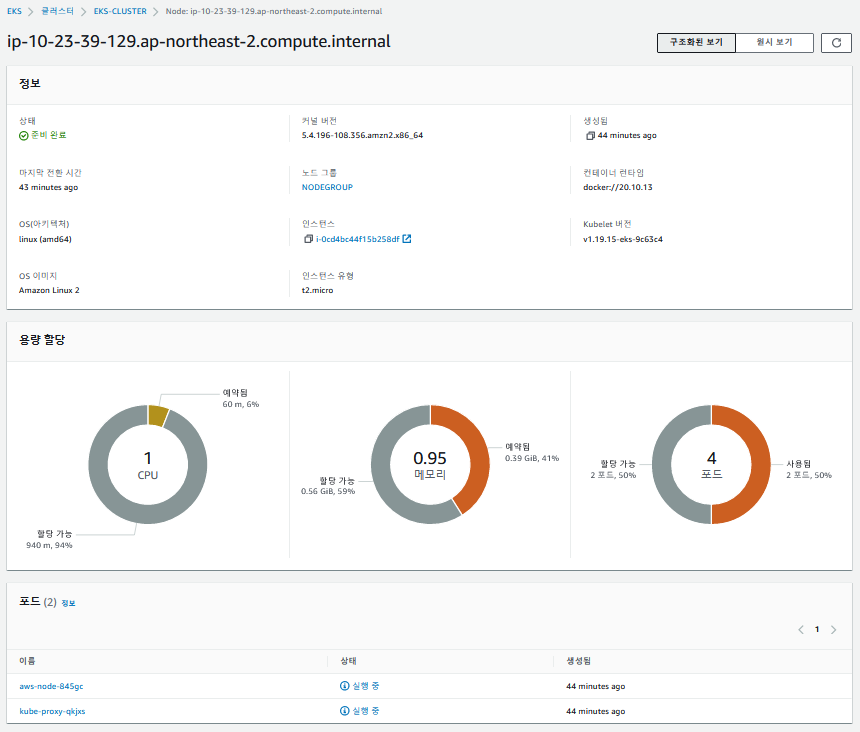 EKS > 클러스터 > EKS-CLUSTER > Node: ip-10-23-39-129.ap-northeast-2.compute.internal
ip-10-23-39-129.ap-northeast-2.compute.internal
구조화된 보기 원시 보기
정보
상태 커널 버전 생성됨
준비 완료 5.4.196-108.356.amzn2.x86_64 44 minutes ago
마지막 전환 시간 노드 그룹 컨테이너 런타임
43 minutes ago NODEGROUP docker://20.10.13
OS(아키텍처) 인스턴스 Kubelet 버전
linux (amd64) i-0cd4bc44f15b258df v1.19.15-eks-9c63c4
OS 이미지 인스턴스 유형
Amazon Linux 2 t2.micro
용량 할당
예약됨
60 m, 6%
1
CPU
할당 가능
940 m, 94%
예약됨
0.39 GiB, 41%
0.95
메모리
할당 가능
0.56 GiB, 59%
할당 가능
2 포드, 50%
4
포드
사용됨
2 포드, 50%
포드 (2) 정보
1
이름 상태 생성됨
aws-node-845gc 실행 중 44 minutes ago
kube-proxy-qkjxs 실행 중 44 minutes ago